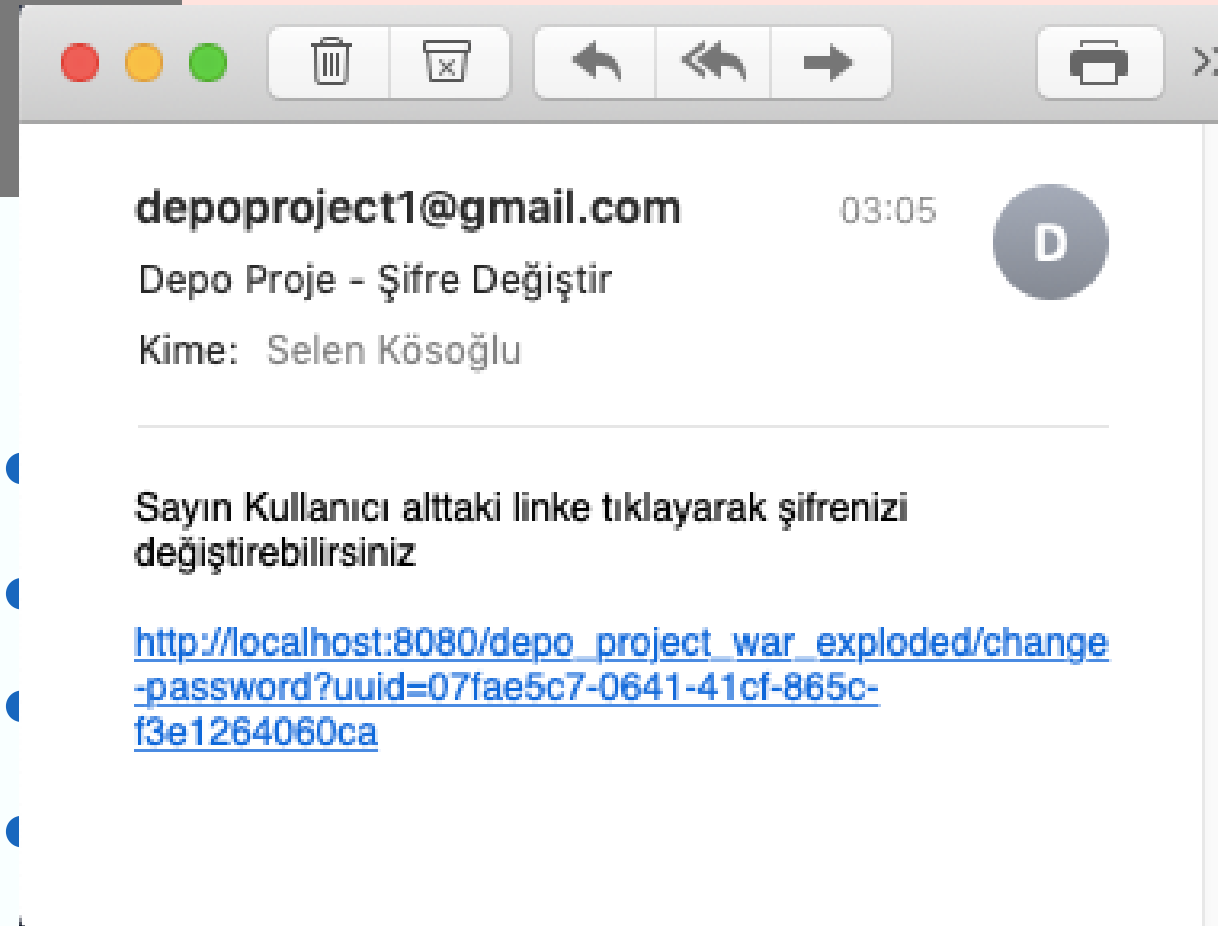 depoproject1@gmail.com 03:05
D
Depo Proje - Şifre Değiştir
Kime: Selen Kösoğlu
Sayın Kullanıcı alttaki linke tıklayarak şifrenizi
değiştirebilirsiniz
http://localhost:8080/depo_project_war_exploded/change
-password?uuid=07fae5c7-0641-41cf-865c-
f3e1264060ca